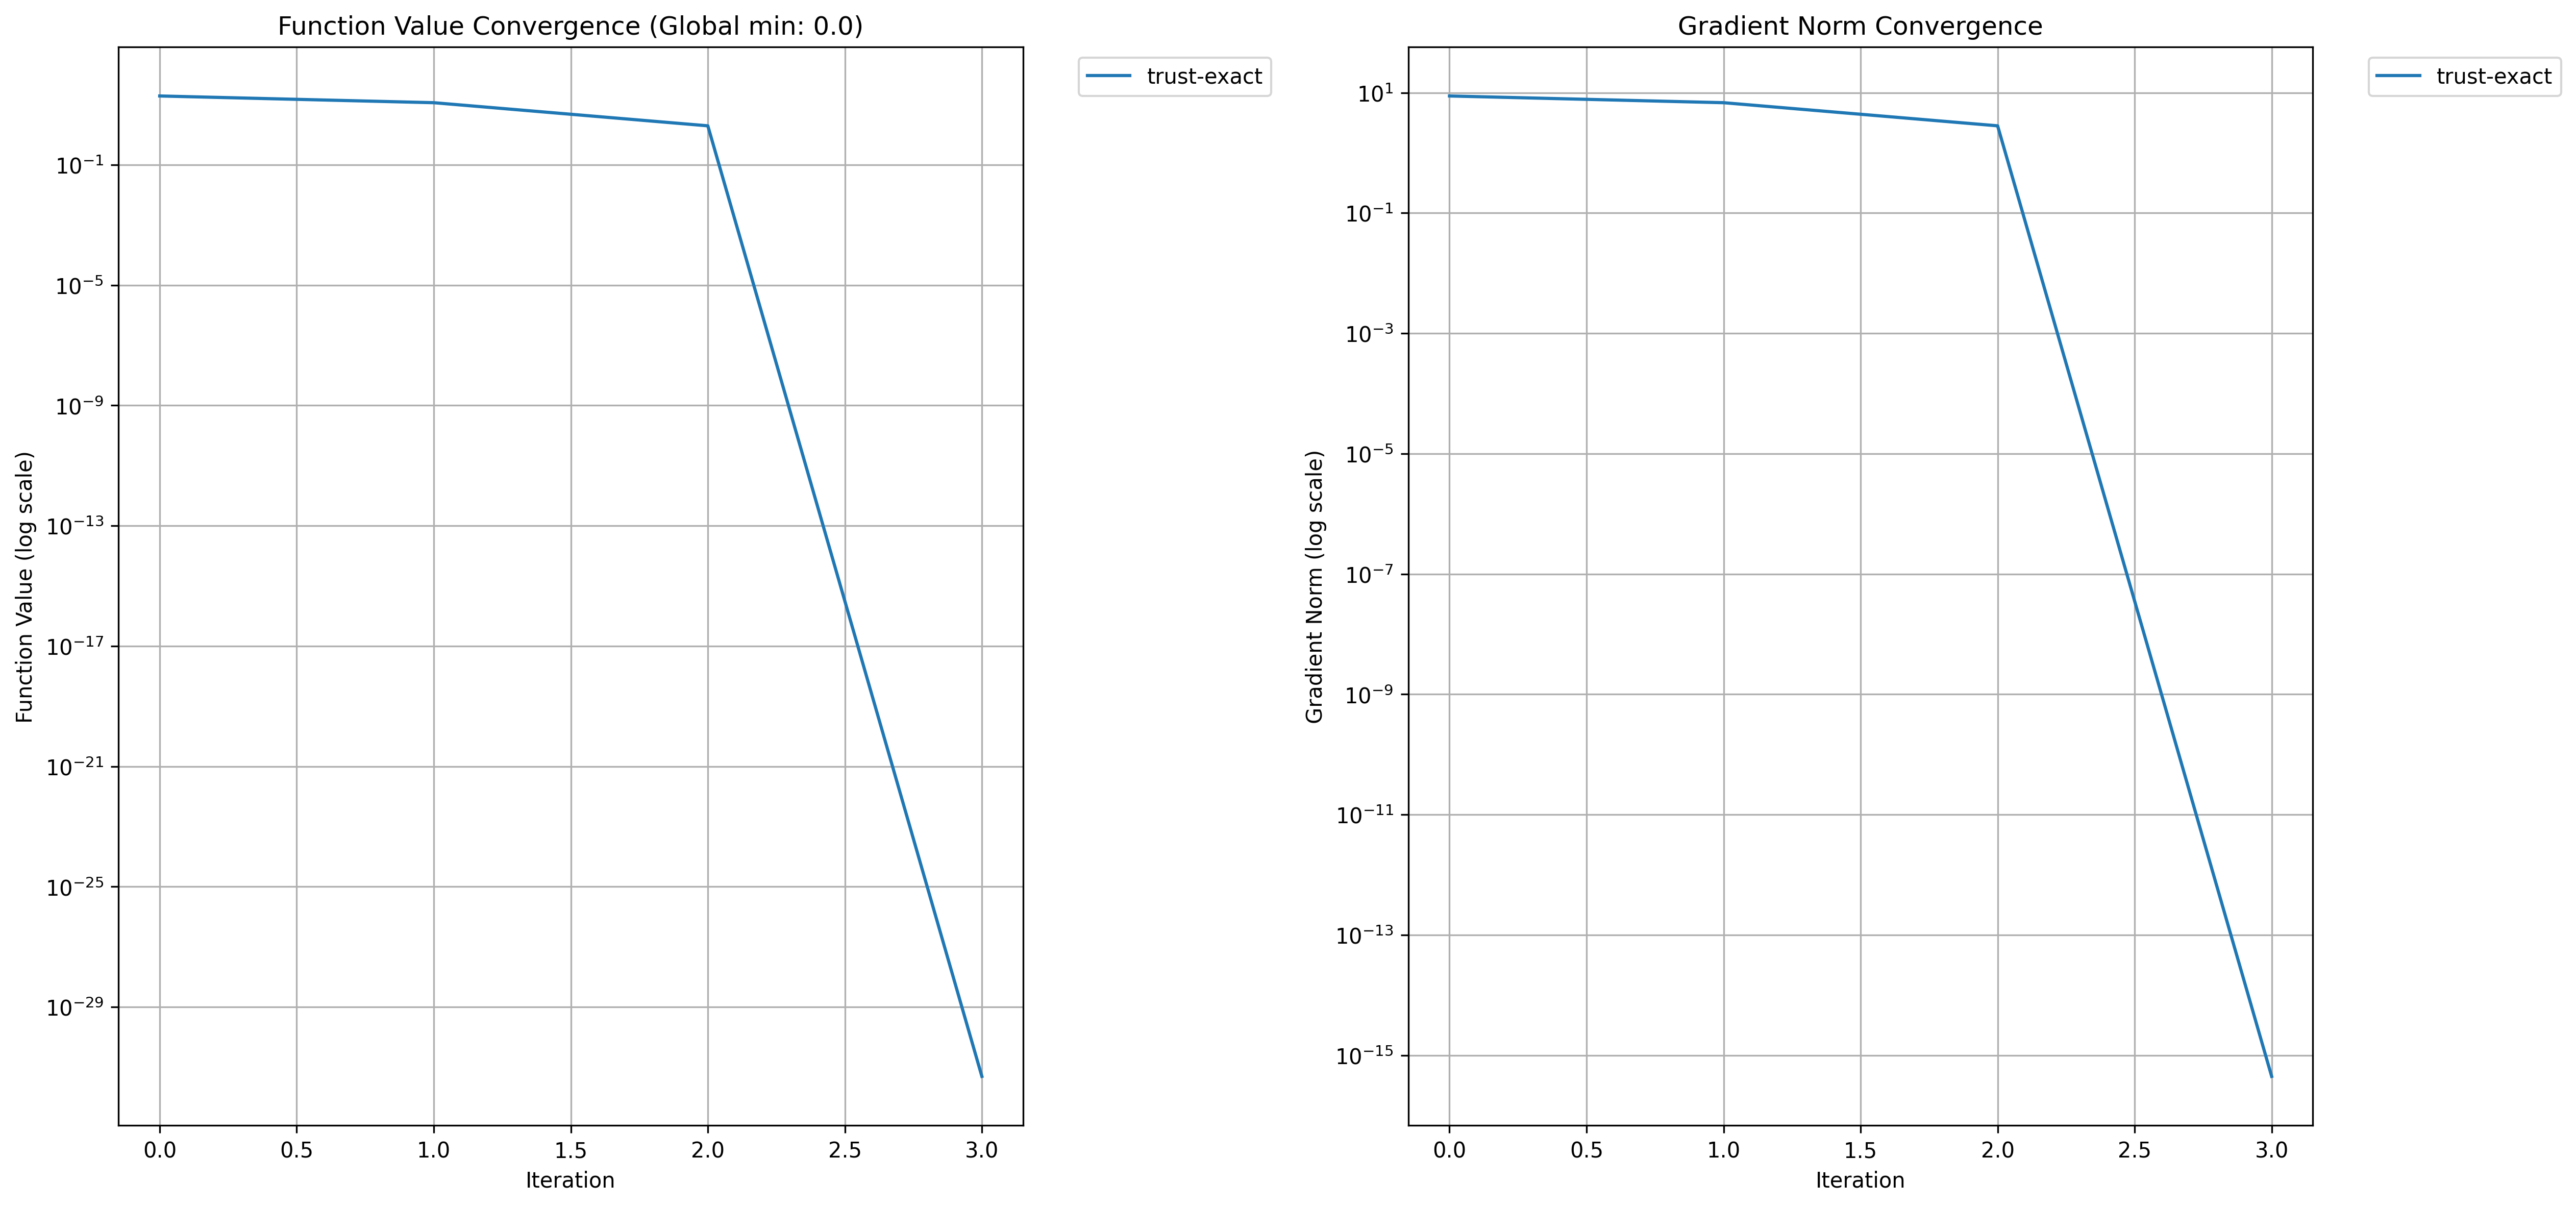 Function Value Convergence (Global min: 0.0)
trust-exact
Function Value (log scale)
10⁻¹
10⁻⁵
10⁻⁹
10⁻¹³
10⁻¹⁷
10⁻²¹
10⁻²⁵
10⁻²⁹
0.0 0.5 1.0 1.5 2.0 2.5 3.0
Iteration
Gradient Norm Convergence
trust-exact
Gradient Norm (log scale)
10¹
10⁻¹
10⁻³
10⁻⁵
10⁻⁷
10⁻⁹
10⁻¹¹
10⁻¹³
10⁻¹⁵
0.0 0.5 1.0 1.5 2.0 2.5 3.0
Iteration